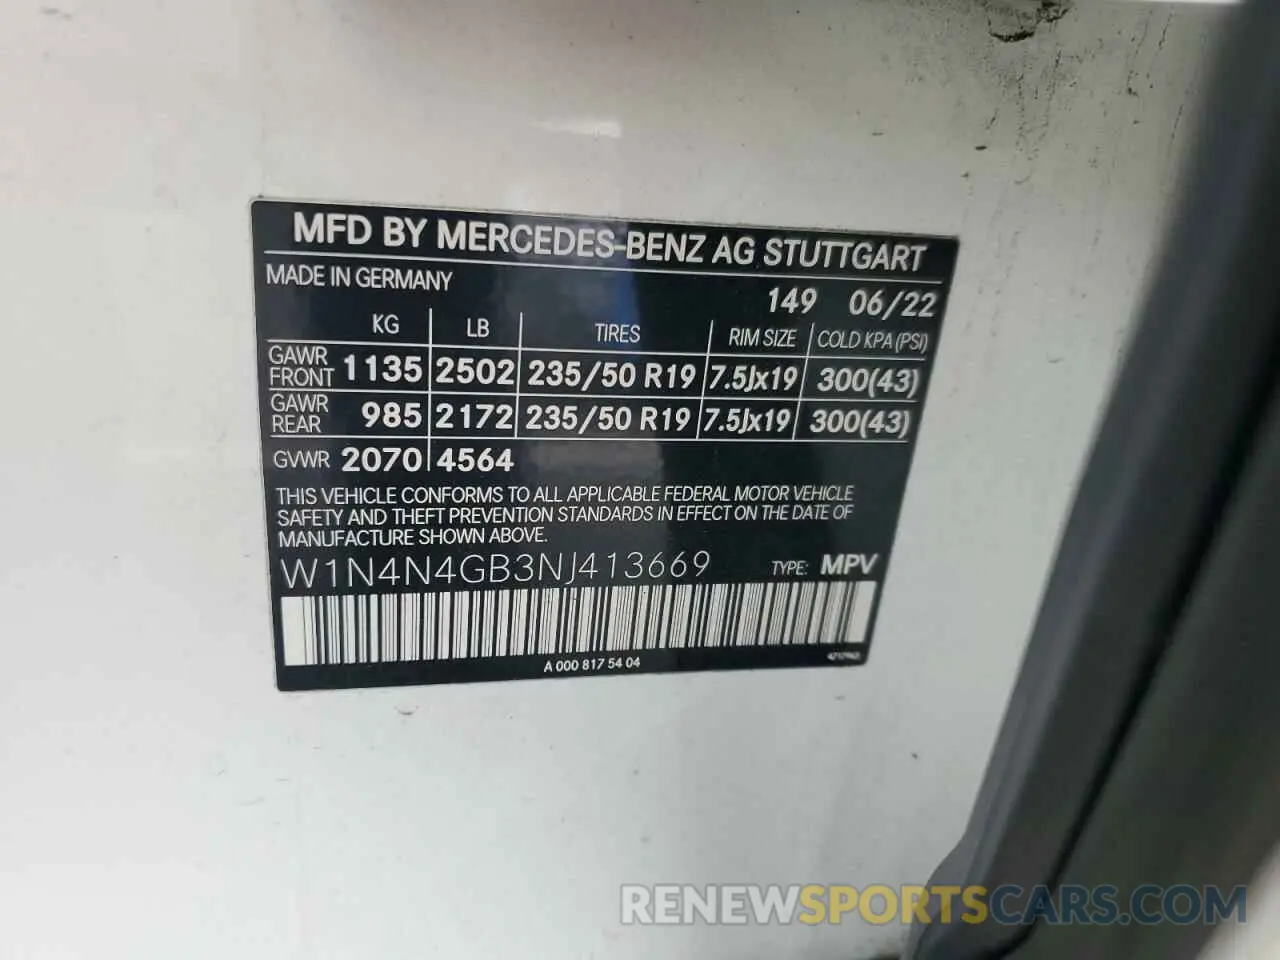 MFD BY MERCEDES-BENZ AG STUTTGART
MADE IN GERMANY
149 06/22
KG LB TIRES RIM SIZE COLD KPA (PSI)
GAWR FRONT 1135 2502 235/50 R19 7.5Jx19 300(43)
GAWR REAR 985 2172 235/50 R19 7.5Jx19 300(43)
GVWR 2070 4564
THIS VEHICLE CONFORMS TO ALL APPLICABLE FEDERAL MOTOR VEHICLE
SAFETY AND THEFT PREVENTION STANDARDS IN EFFECT ON THE DATE OF
MANUFACTURE SHOWN ABOVE.
W1N4N4GB3NJ413669 TYPE: MPV
A 000 817 54 04
RENEWSPORTSCARS.COM